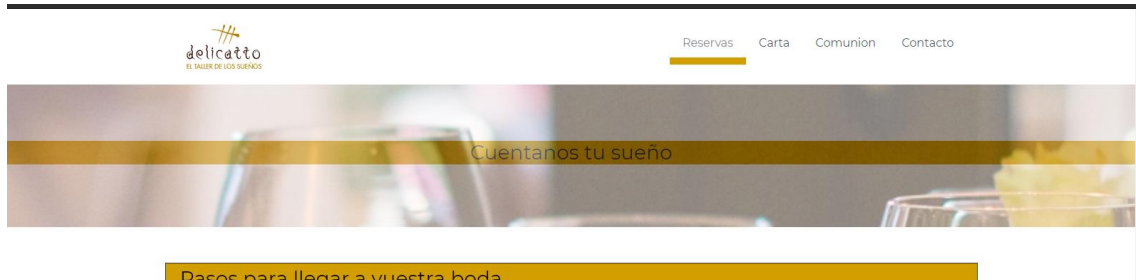 delicatto
EL TALLER DE LOS SUEÑOS
Reservas Carta Comunion Contacto
Cuentanos tu sueño
Pasos para llegar a vuestra boda